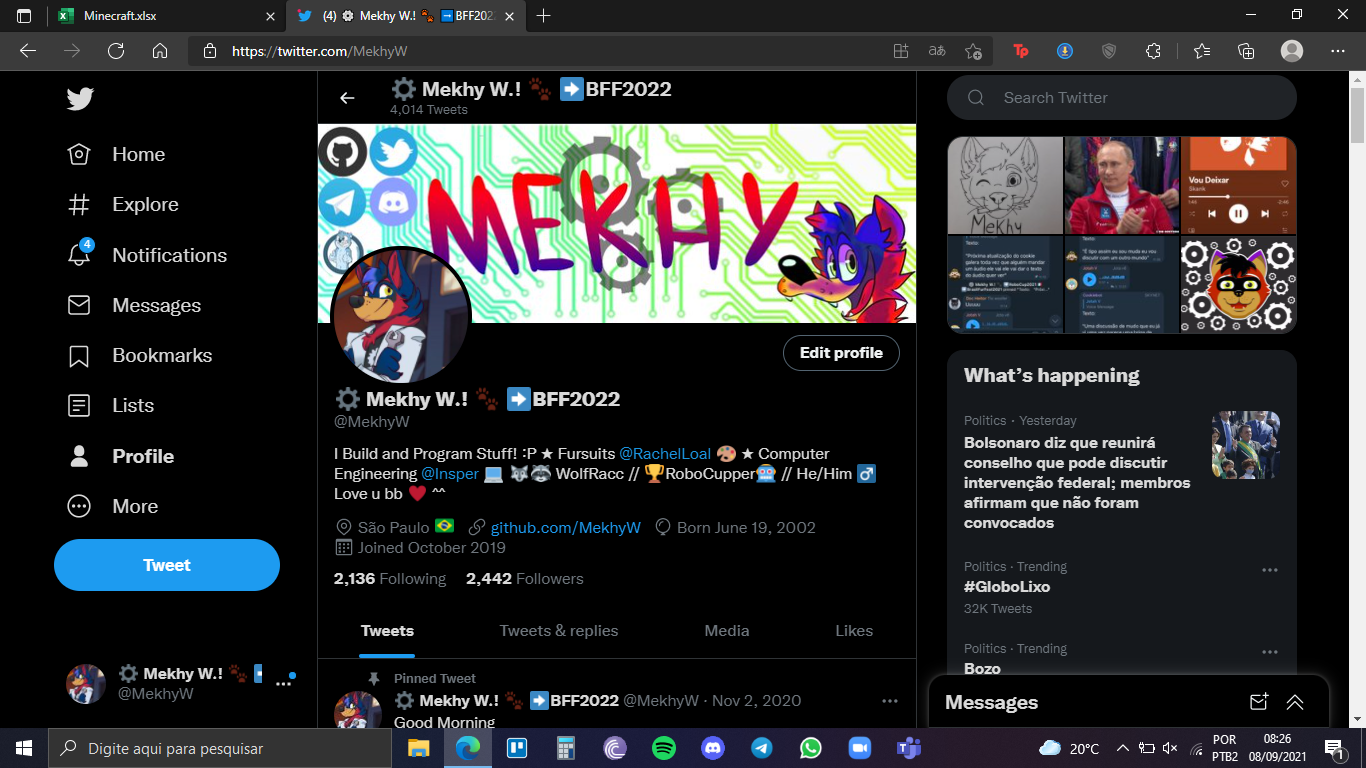 Minecraft.xlsx
(4) ⚙ Mekhy W.! 🐾 ➡BFF202
https://twitter.com/MekhyW
⚙ Mekhy W.! 🐾 ➡BFF2022
4,014 Tweets
Search Twitter
Home
Explore
4
Notifications
Messages
Bookmarks
Lists
Profile
More
Tweet
⚙ Mekhy W.! 🐾
@MekhyW
MEKHY
Edit profile
⚙ Mekhy W.! 🐾 ➡BFF2022
@MekhyW
I Build and Program Stuff! :P ★ Fursuits @RachelLoal 🎨 ★ Computer
Engineering @Insper 💻 🐺🦝 WolfRacc // 🏆RoboCupper🤖 // He/Him ♂
Love u bb ♥ ^^
São Paulo 🇧🇷 github.com/MekhyW Born June 19, 2002
Joined October 2019
2,136 Following 2,442 Followers
Tweets Tweets & replies Media Likes
Pinned Tweet
⚙ Mekhy W.! 🐾 ➡BFF2022 @MekhyW · Nov 2, 2020
Good Morning
Mekhy
Vou Deixar
Skank
What's happening
Politics · Yesterday
Bolsonaro diz que reunirá
conselho que pode discutir
intervenção federal; membros
afirmam que não foram
convocados
Politics · Trending
#GloboLixo
32K Tweets
Politics · Trending
Bozo
Messages
Digite aqui para pesquisar
20°C
POR
PTB2
08:26
08/09/2021
1